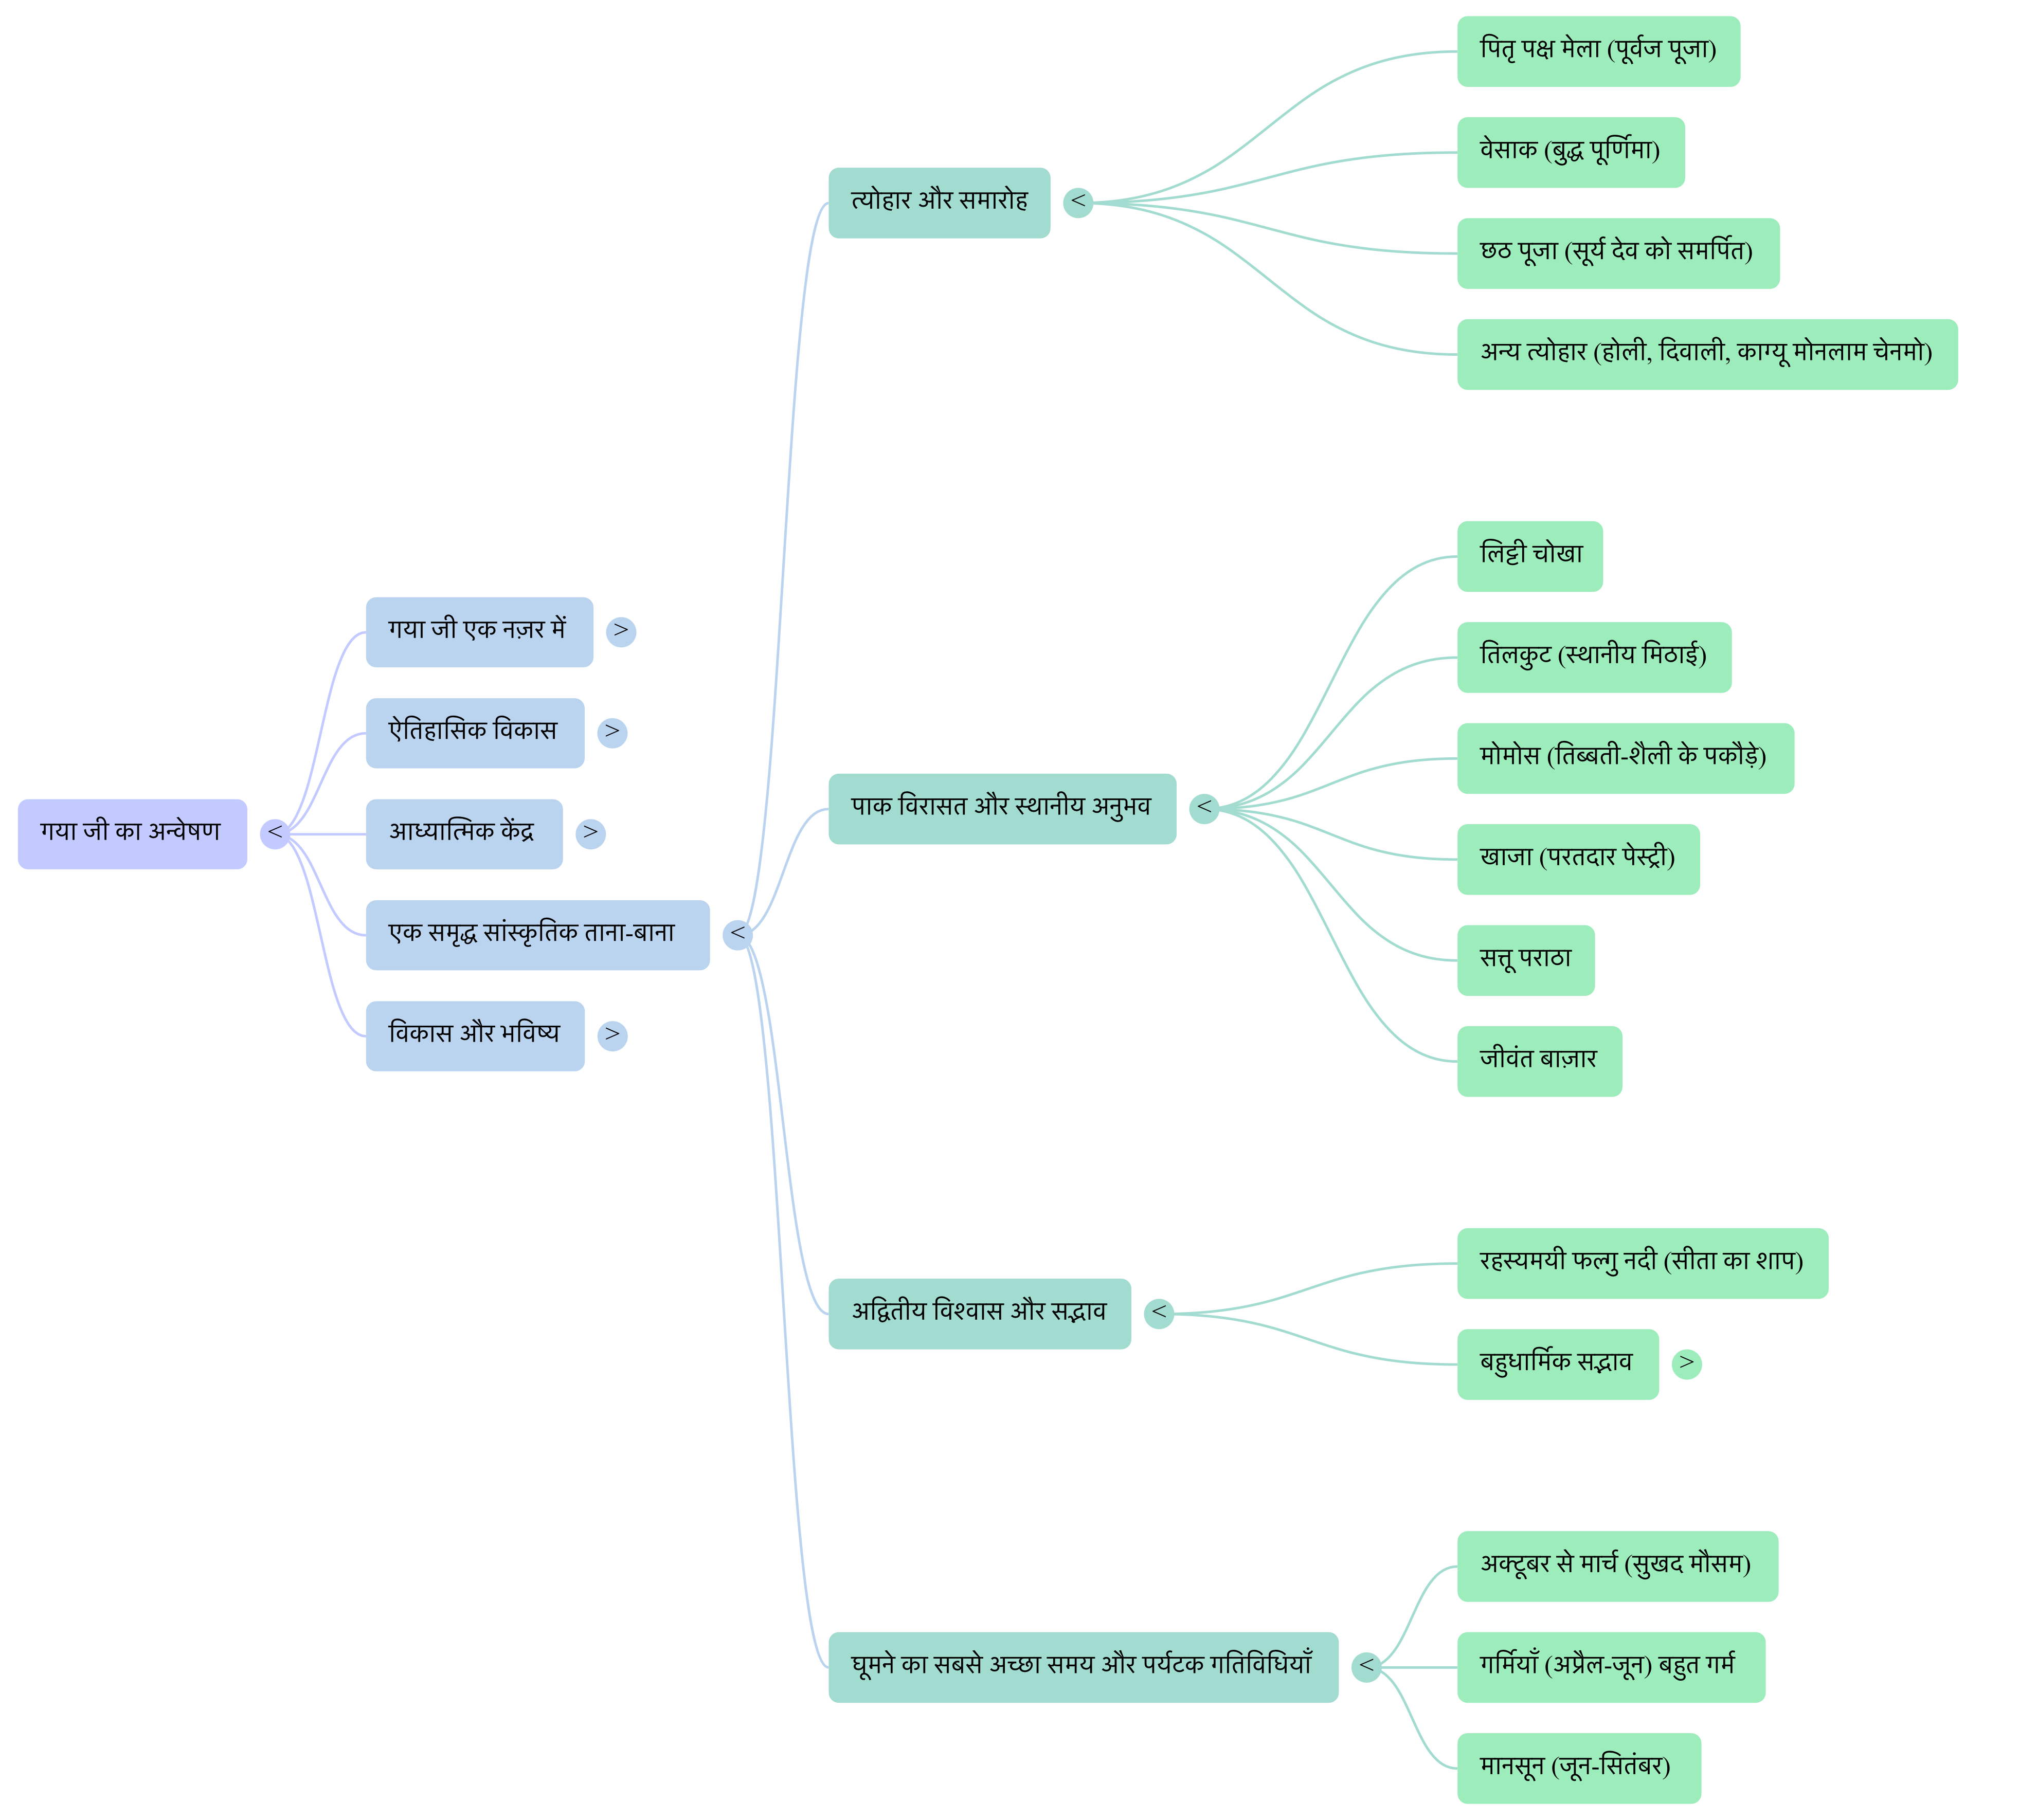 गया जी का अन्वेषण
<
गया जी एक नज़र में
>
ऐतिहासिक विकास
>
आध्यात्मिक केंद्र
>
एक समृद्ध सांस्कृतिक ताना-बाना
<
विकास और भविष्य
>
त्योहार और समारोह
<
पितृ पक्ष मेला (पूर्वज पूजा)
वेसाक (बुद्ध पूर्णिमा)
छठ पूजा (सूर्य देव को समर्पित)
अन्य त्योहार (होली, दिवाली, काग्यू मोनलाम चेनमो)
पाक विरासत और स्थानीय अनुभव
<
लिट्टी चोखा
तिलकुट (स्थानीय मिठाई)
मोमोस (तिब्बती-शैली के पकौड़े)
खाजा (परतदार पेस्ट्री)
सत्तू पराठा
जीवंत बाज़ार
अद्वितीय विश्वास और सद्भाव
<
रहस्यमयी फल्गु नदी (सीता का शाप)
बहुधार्मिक सद्भाव
>
घूमने का सबसे अच्छा समय और पर्यटक गतिविधियाँ
<
अक्टूबर से मार्च (सुखद मौसम)
गर्मियाँ (अप्रैल-जून) बहुत गर्म
मानसून (जून-सितंबर)